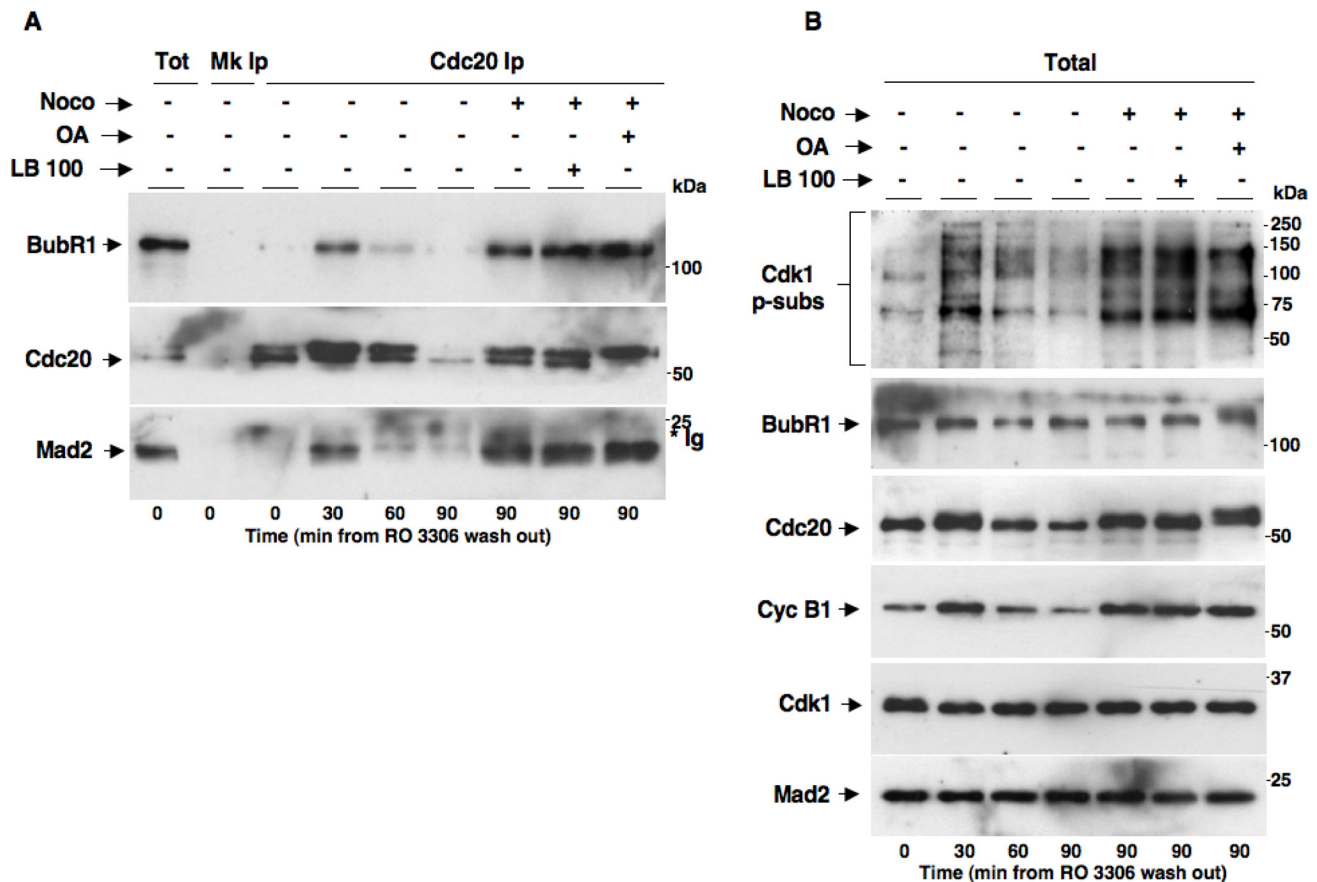 A
Tot Mk Ip Cdc20 Ip
Noco - - - - - - + + +
OA - - - - - - - - +
LB 100 - - - - - - - + -
kDa
BubR1
100
Cdc20
50
25
* Ig
Mad2
0 0 0 30 60 90 90 90 90
Time (min from RO 3306 wash out)
B
Total
Noco - - - - + + +
OA - - - - - - +
LB 100 - - - - - + -
kDa
250
150
Cdk1
p-subs
100
75
50
BubR1
100
Cdc20
50
Cyc B1
50
37
Cdk1
25
Mad2
0 30 60 90 90 90 90
Time (min from RO 3306 wash out)